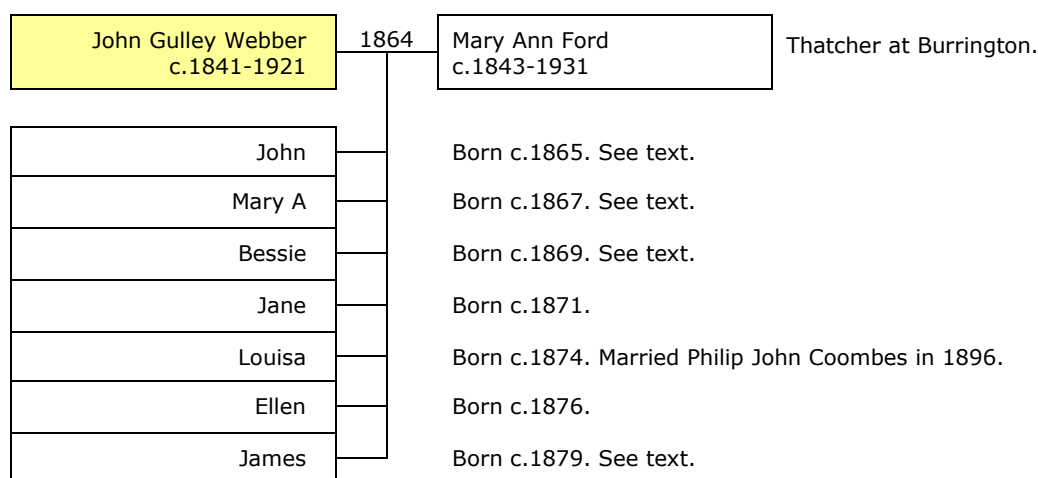 John Gulley Webber
c.1841-1921
1864
Mary Ann Ford
c.1843-1931
Thatcher at Burrington.
John
Born c.1865. See text.
Mary A
Born c.1867. See text.
Bessie
Born c.1869. See text.
Jane
Born c.1871.
Louisa
Born c.1874. Married Philip John Coombes in 1896.
Ellen
Born c.1876.
James
Born c.1879. See text.